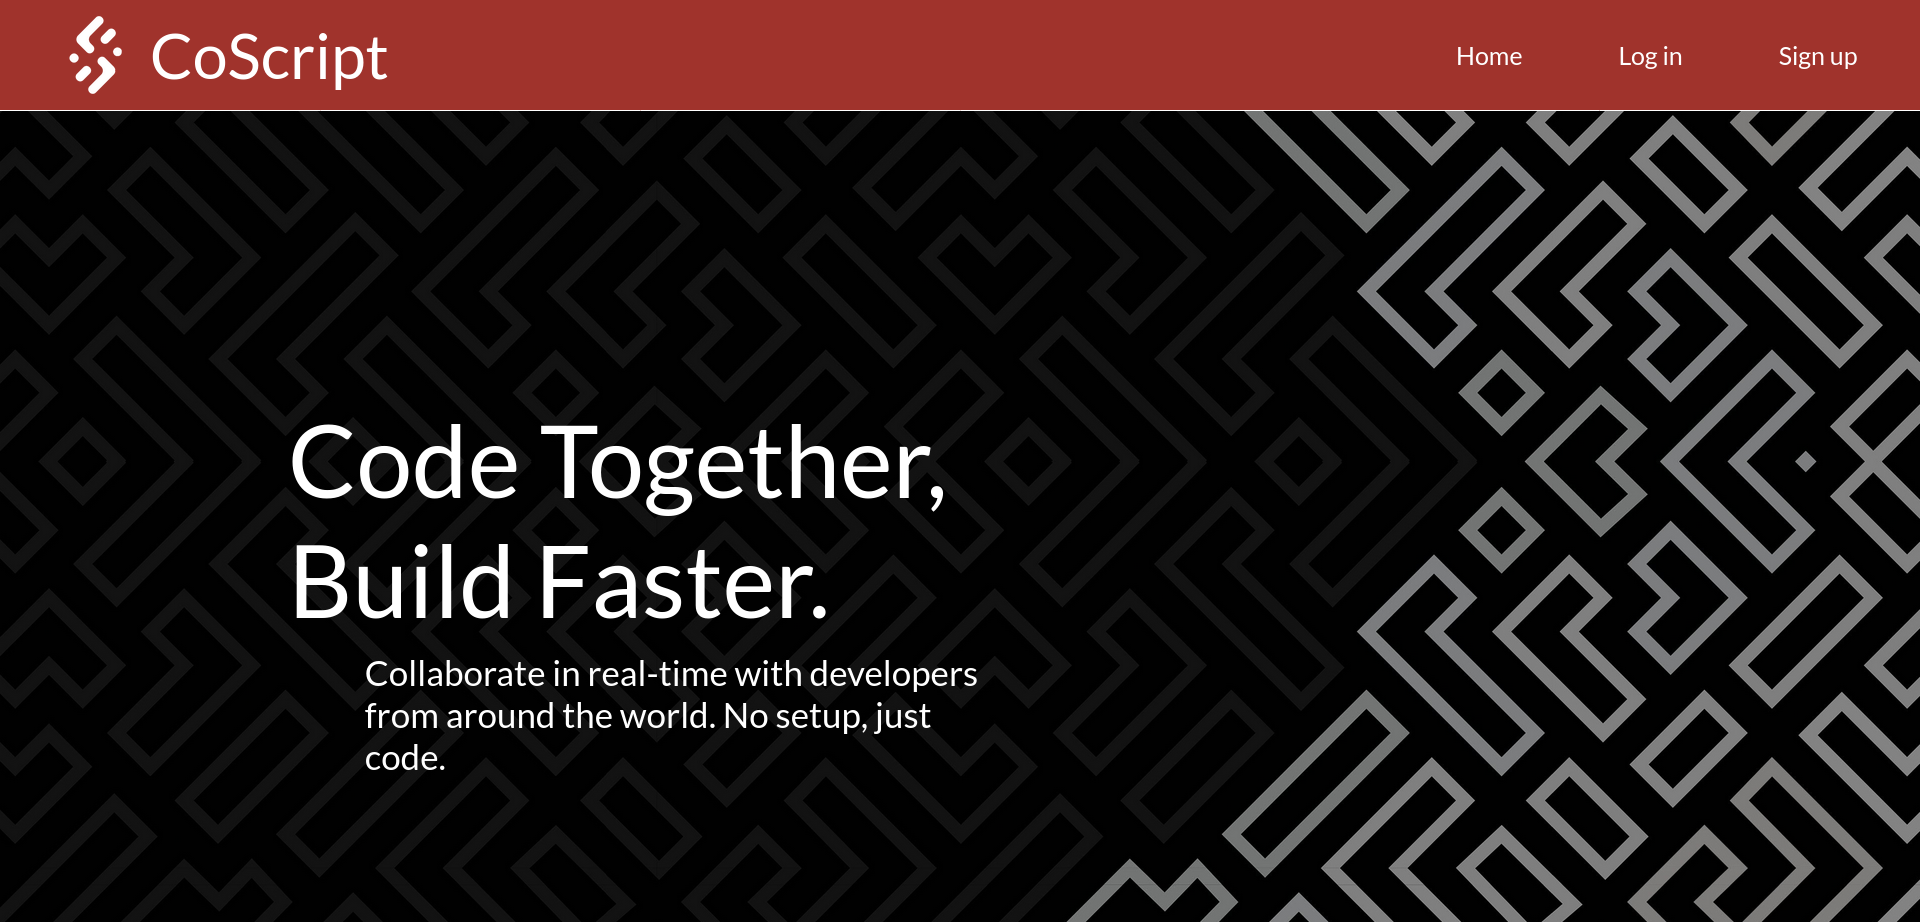 CoScript
Home
Log in
Sign up
Code Together,
Build Faster.
Collaborate in real-time with developers
from around the world. No setup, just
code.